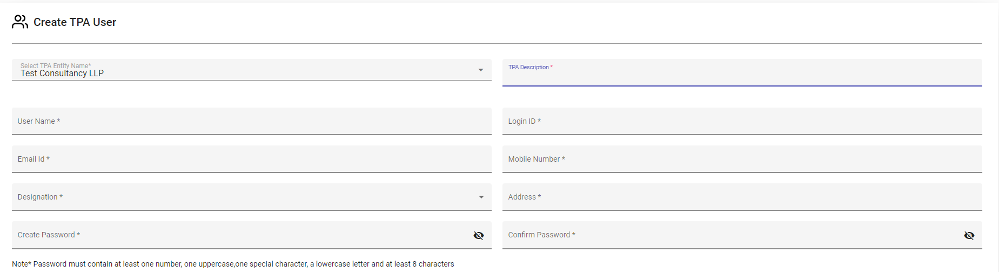 Create TPA User
Select TPA Entity Name*
Test Consultancy LLP
TPA Description *
User Name *
Login ID *
Email Id *
Mobile Number *
Designation *
Address *
Create Password *
Confirm Password *
Note* Password must contain at least one number, one uppercase,one special character, a lowercase letter and at least 8 characters